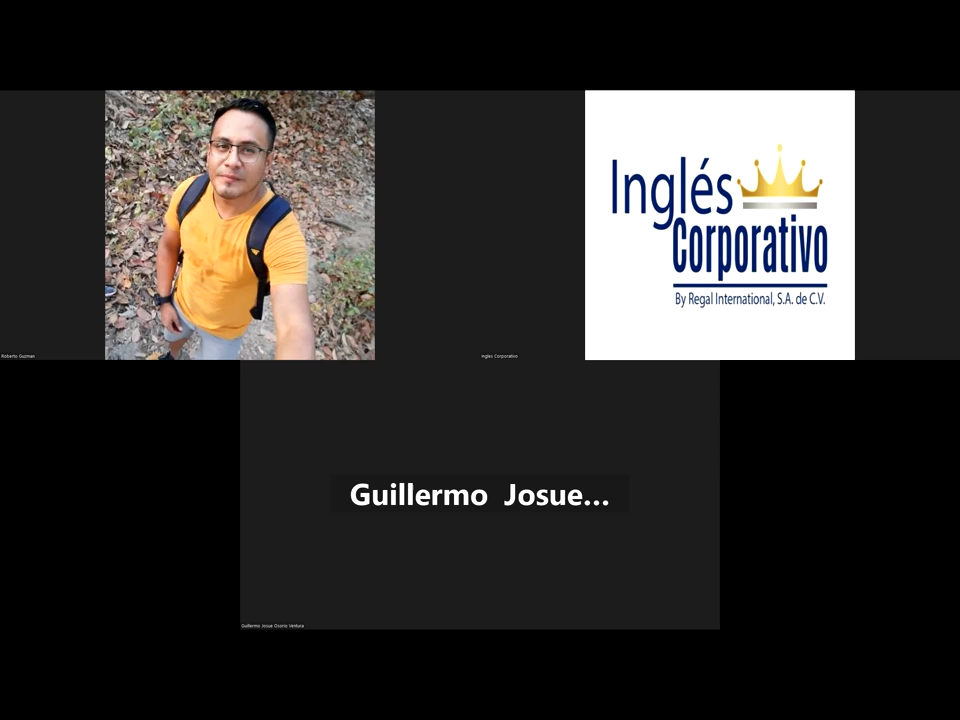 Inglés
Corporativo
By Regal International, S.A. de C.V.
Roberto Guzman
Inglés Corporativo
Guillermo Josue...
Guillermo Josue Osorio Ventura